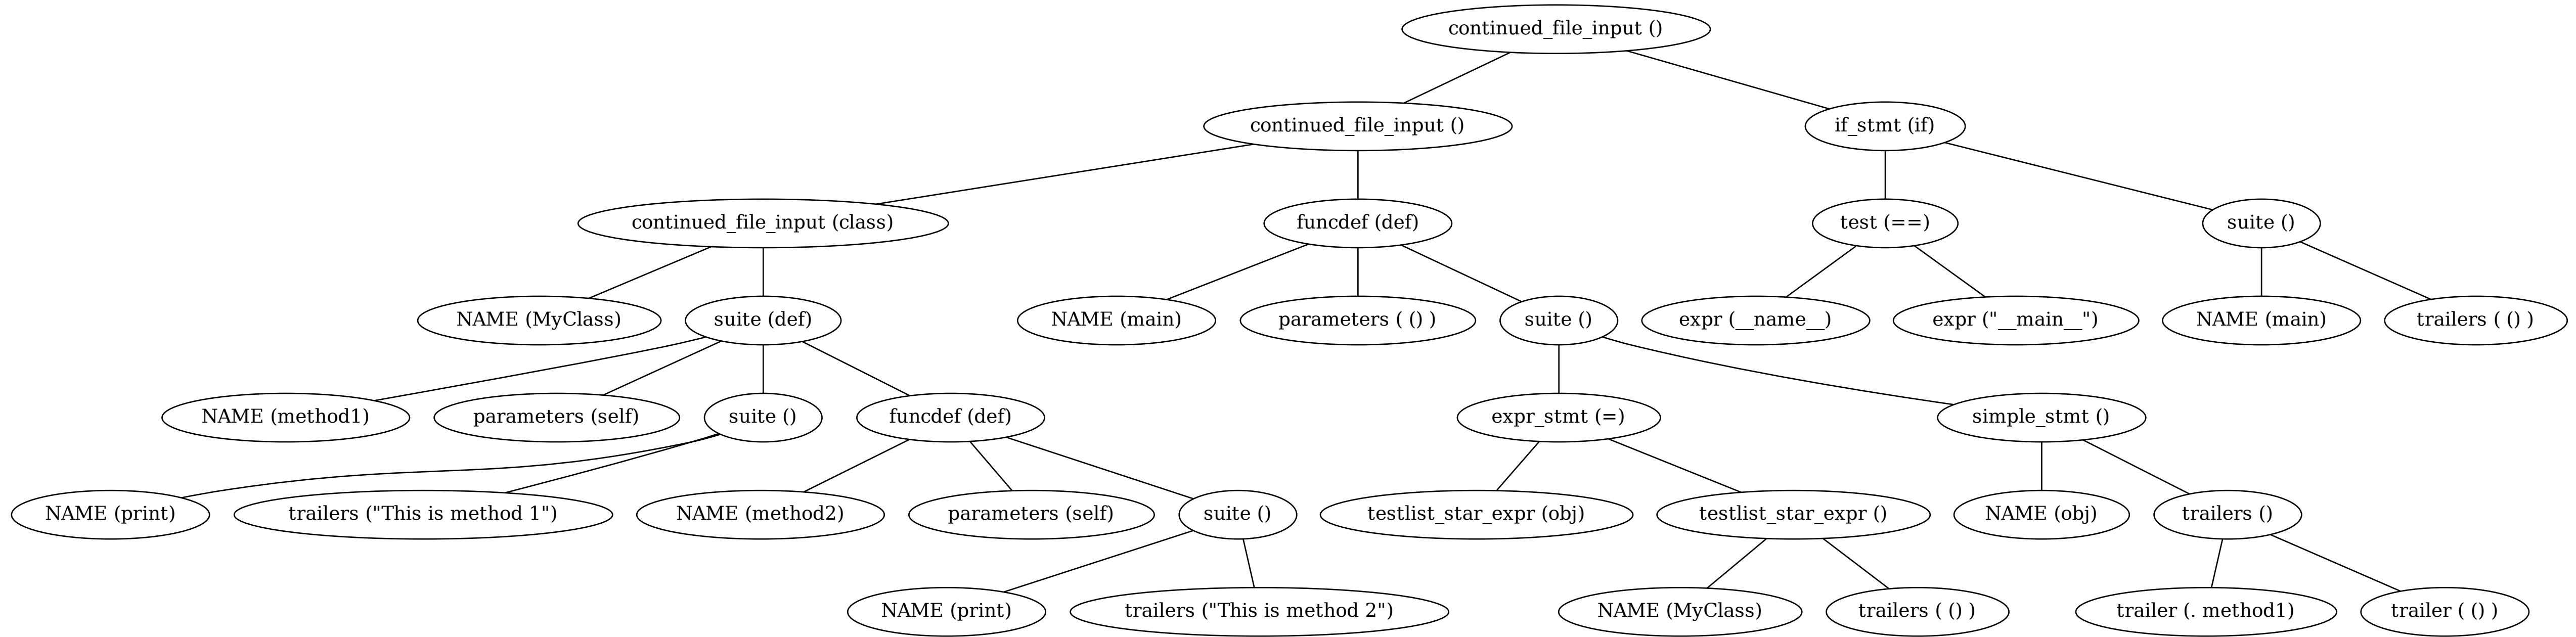 continued_file_input ()
continued_file_input ()
if_stmt (if)
continued_file_input (class)
funcdef (def)
test (==)
suite ()
NAME (MyClass)
suite (def)
NAME (main)
parameters ( () )
suite ()
expr (__name__)
expr ("__main__")
NAME (main)
trailers ( () )
NAME (method1)
parameters (self)
suite ()
funcdef (def)
expr_stmt (=)
simple_stmt ()
NAME (print)
trailers ("This is method 1")
NAME (method2)
parameters (self)
suite ()
testlist_star_expr (obj)
testlist_star_expr ()
NAME (obj)
trailers ()
NAME (print)
trailers ("This is method 2")
NAME (MyClass)
trailers ( () )
trailer (. method1)
trailer ( () )